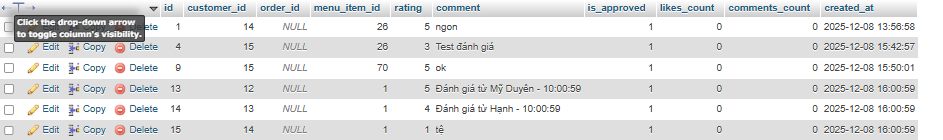 id customer_id order_id menu_item_id rating comment is_approved likes_count comments_count created_at
Click the drop-down arrow
to toggle column's visibility.
Delete 1 14 NULL 26 5 ngon 1 0 0 2025-12-08 13:56:58
Edit Copy Delete 4 15 NULL 26 3 Test đánh giá 1 0 0 2025-12-08 15:42:57
Edit Copy Delete 9 15 NULL 70 5 ok 1 0 0 2025-12-08 15:50:01
Edit Copy Delete 13 12 NULL 1 5 Đánh giá từ Mỹ Duyên - 10:00:59 1 0 0 2025-12-08 16:00:59
Edit Copy Delete 14 13 NULL 1 4 Đánh giá từ Hạnh - 10:00:59 1 0 0 2025-12-08 16:00:59
Edit Copy Delete 15 14 NULL 1 1 tệ 1 0 0 2025-12-08 16:00:59